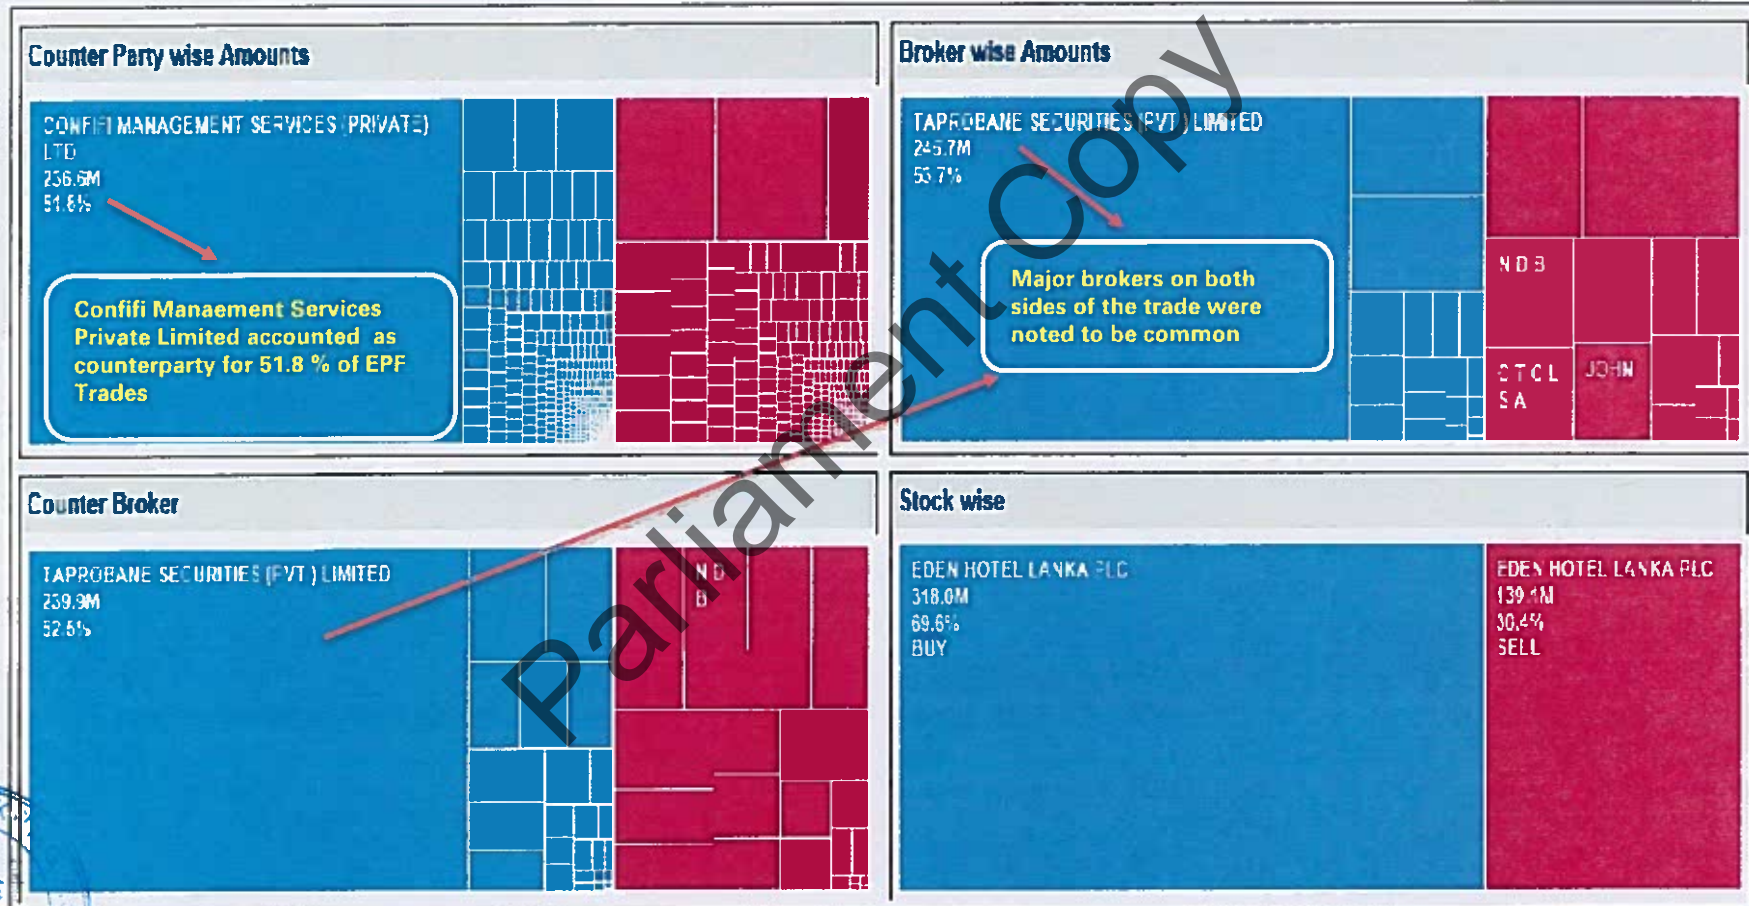 Counter Party wise Amounts
CONFIFI MANAGEMENT SERVICES (PRIVATE)
LTD
236.6M
51.8%
Confifi Manaement Services
Private Limited accounted as
counterparty for 51.8 % of EPF
Trades
Broker wise Amounts
TAPROBANE SECURITIES (PVT) LIMITED
245.7M
53.7%
Major brokers on both
sides of the trade were
noted to be common
N D B
C T C L
S A
JOHN
Counter Broker
TAPROBANE SECURITIES (PVT) LIMITED
239.9M
52.5%
N D
B
Stock wise
EDEN HOTEL LANKA PLC
318.0M
69.6%
BUY
EDEN HOTEL LANKA PLC
139.1M
30.4%
SELL
Parliament Copy